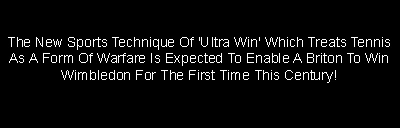 The New Sports Technique Of 'Ultra Win' Which Treats Tennis
As A Form Of Warfare Is Expected To Enable A Briton To Win
Wimbledon For The First Time This Century!